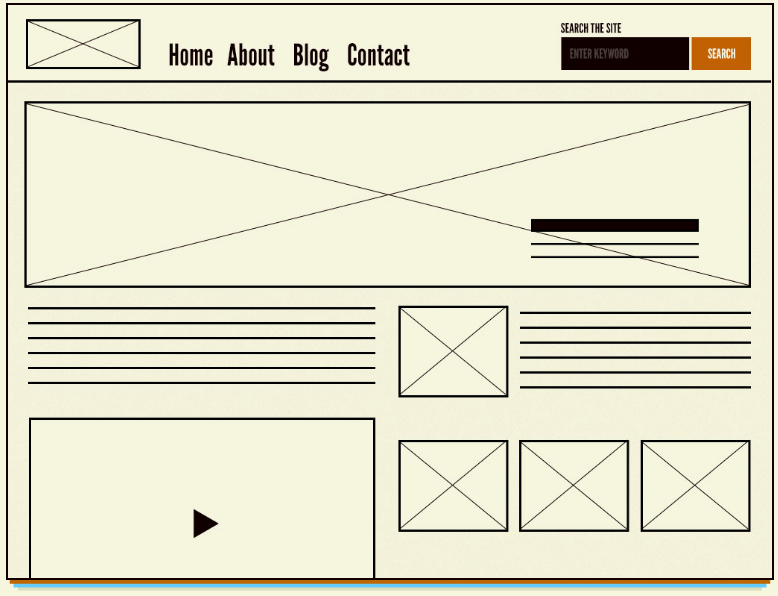 SEARCH THE SITE
Home About Blog Contact
ENTER KEYWORD
SEARCH